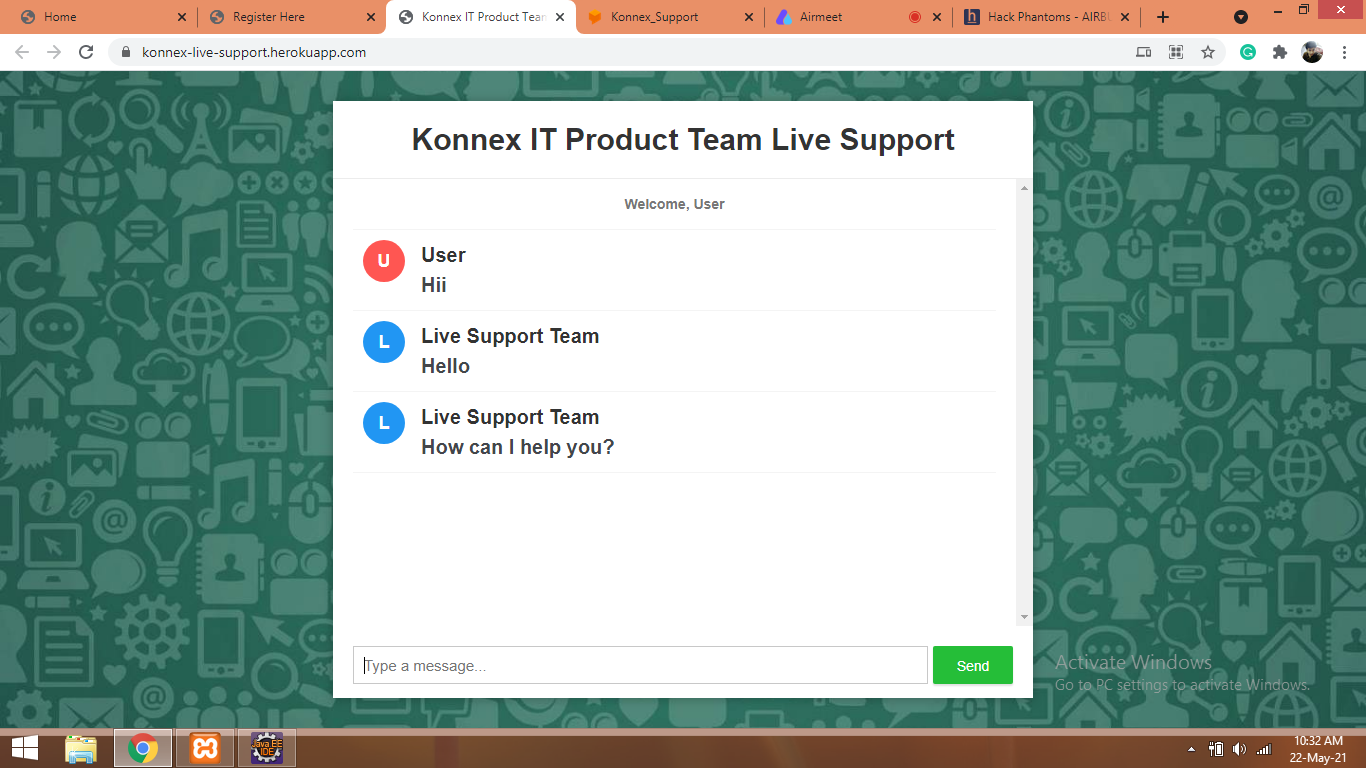 Home
Register Here
Konnex IT Product Team
Konnex_Support
Airmeet
Hack Phantoms - AIRBU
konnex-live-support.herokuapp.com
Konnex IT Product Team Live Support
Welcome, User
U
User
Hii
L
Live Support Team
Hello
L
Live Support Team
How can I help you?
Type a message...
Send
Activate Windows
Go to PC settings to activate Windows.
Java EE
IDE
10:32 AM
22-May-21